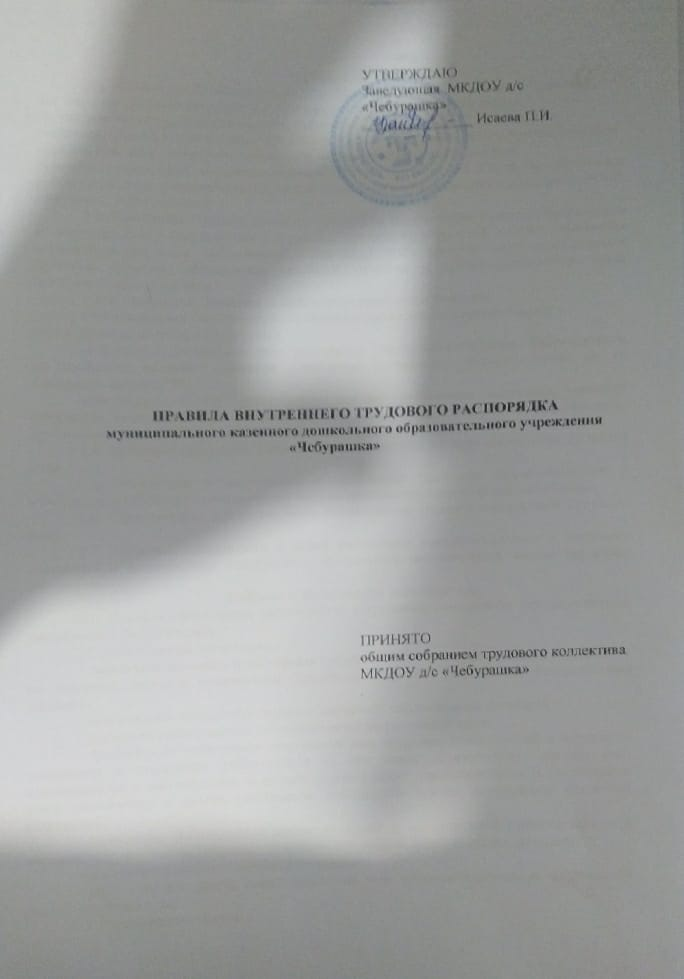 УТВЕРЖДАЮ
Заведующая МКДОУ д/с
«Чебурашка»
Исаева П.И.
ПРАВИЛА ВНУТРЕННЕГО ТРУДОВОГО РАСПОРЯДКА
муниципального казенного дошкольного образовательного учреждения
«Чебурашка»
ПРИНЯТО
общим собранием трудового коллектива
МКДОУ д/с «Чебурашка»